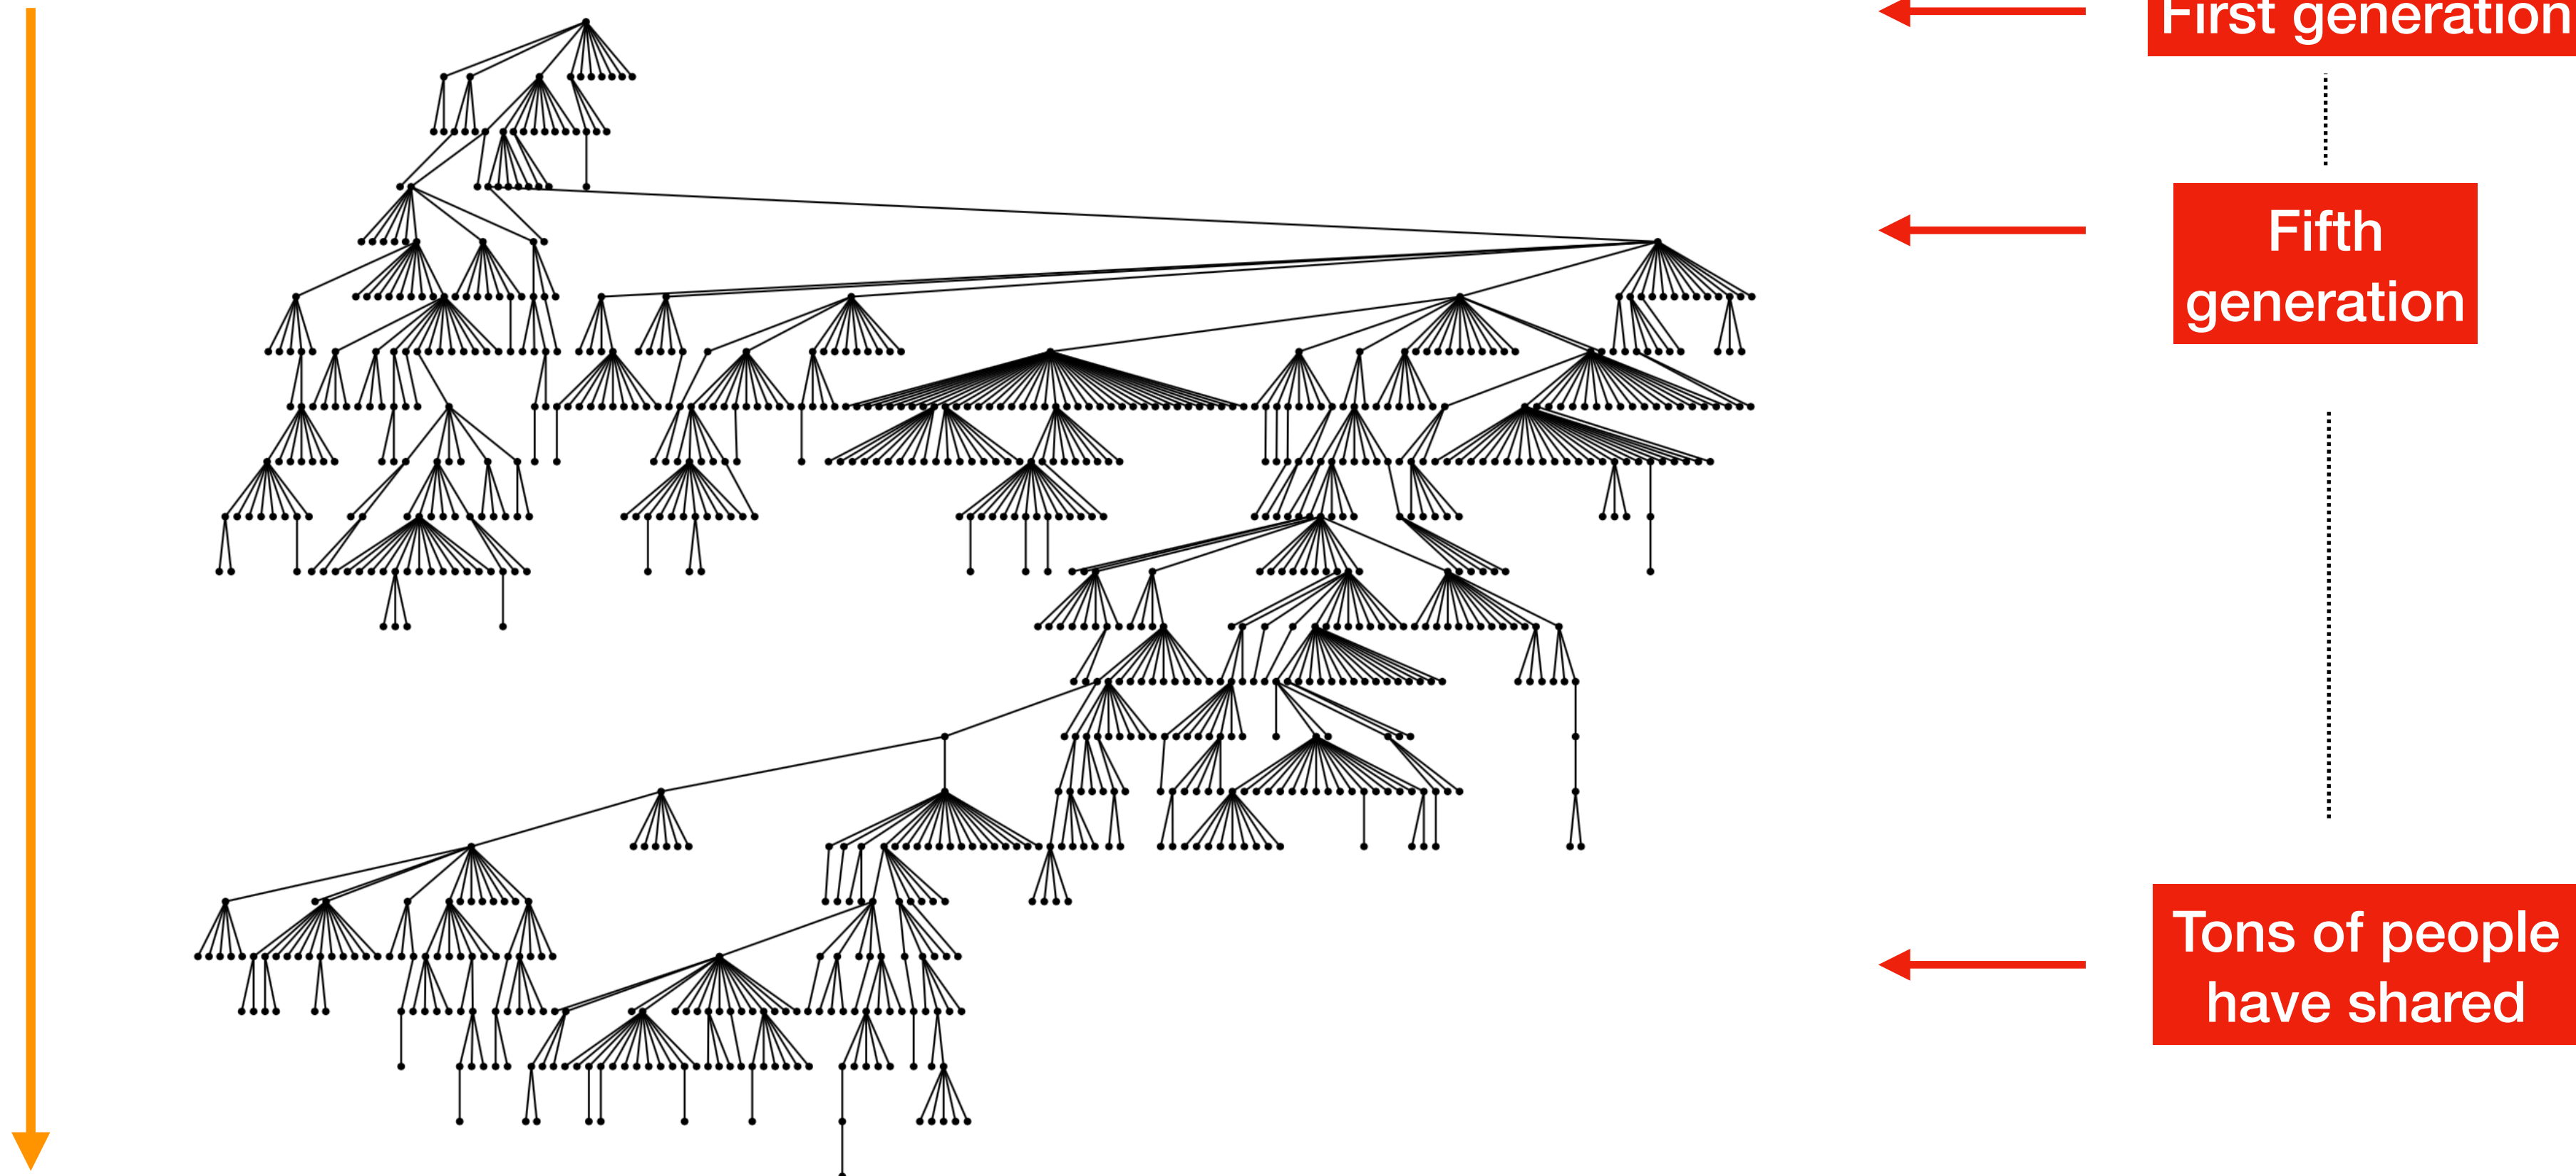 First generation
Fifth
generation
Tons of people
have shared